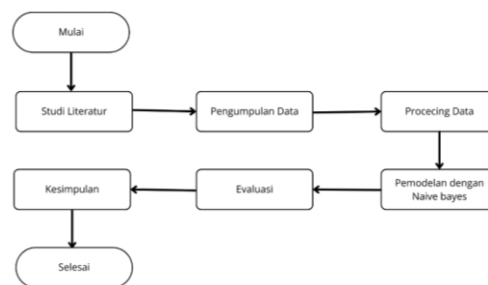 Mulai
Studi Literatur
Pengumpulan Data
Procecing Data
Pemodelan dengan
Naive bayes
Evaluasi
Kesimpulan
Selesai